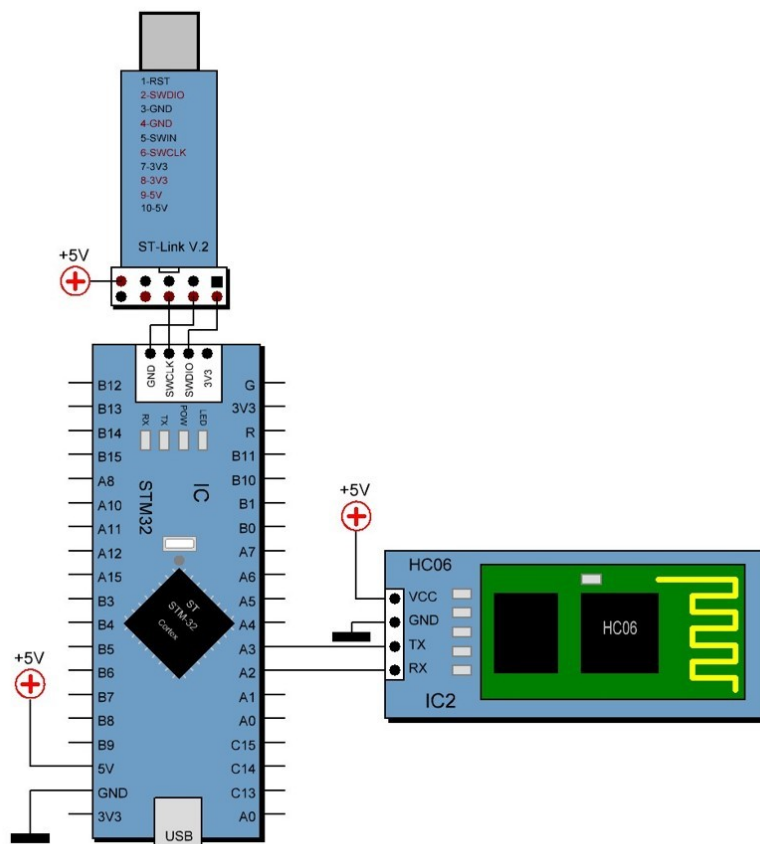 1-RST
2-SWDIO
3-GND
4-GND
5-SWIN
6-SWCLK
7-3V3
8-3V3
9-5V
10-5V
ST-Link V.2
+5V
GND
SWCLK
SWDIO
3V3
RX
TX
POW
LED
STM32
IC
B12
B13
B14
B15
A8
A10
A11
A12
A15
B3
B4
B5
B6
B7
B8
B9
5V
GND
3V3
G
3V3
R
B11
B10
B1
B0
A7
A6
A5
A4
A3
A2
A1
A0
C15
C14
C13
A0
ST
STM-32
Cortex
USB
+5V
+5V
HC06
VCC
GND
TX
RX
IC2
HC06